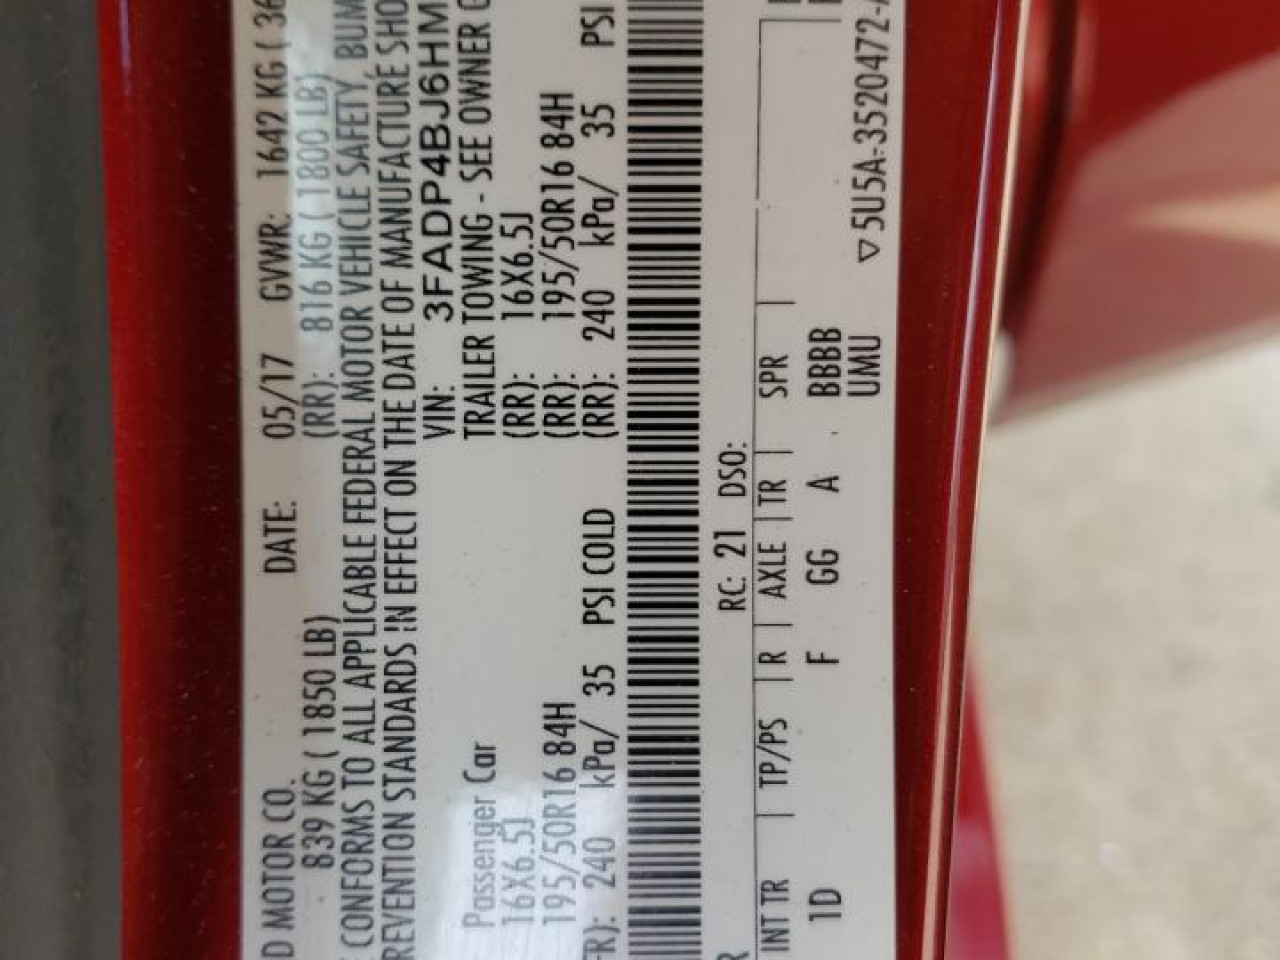 D MOTOR CO. DATE: 05/17 GVWR: 1642 KG ( 36
839 KG ( 1850 LB) (RR): 816 KG ( 1800 LB)
CONFORMS TO ALL APPLICABLE FEDERAL MOTOR VEHICLE SAFETY, BUM
REVENTION STANDARDS IN EFFECT ON THE DATE OF MANUFACTURE SHO
VIN: 3FADP4BJ6HM
Passenger Car TRAILER TOWING - SEE OWNER G
16X6.5J (RR): 16X6.5J
195/50R16 84H (RR): 195/50R16 84H
FR): 240 kPa/ 35 PSI COLD (RR): 240 kPa/ 35 PSI
R RC: 21 DSO:
INT TR | TP/PS | R | AXLE | TR | SPR |
1D F GG A . BBBB
UMU
▽5U5A-3520472-